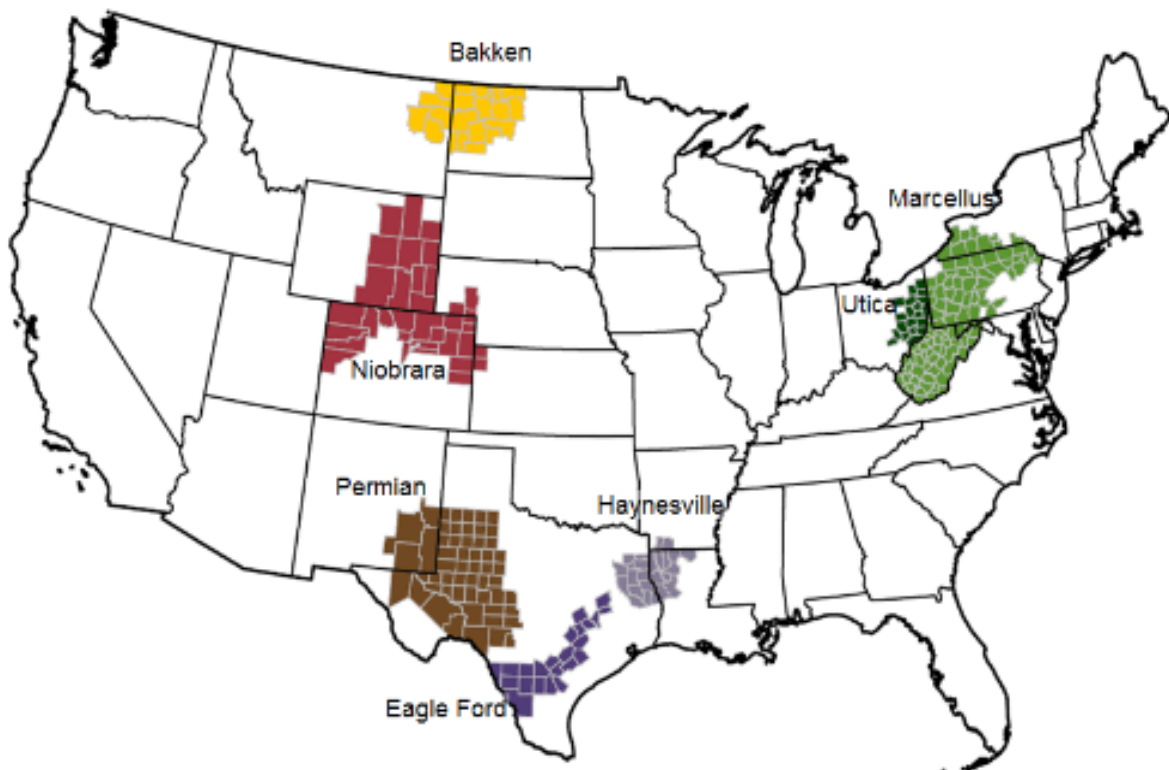 Bakken
Marcellus
Utica
Niobrara
Permian
Haynesville
Eagle Ford